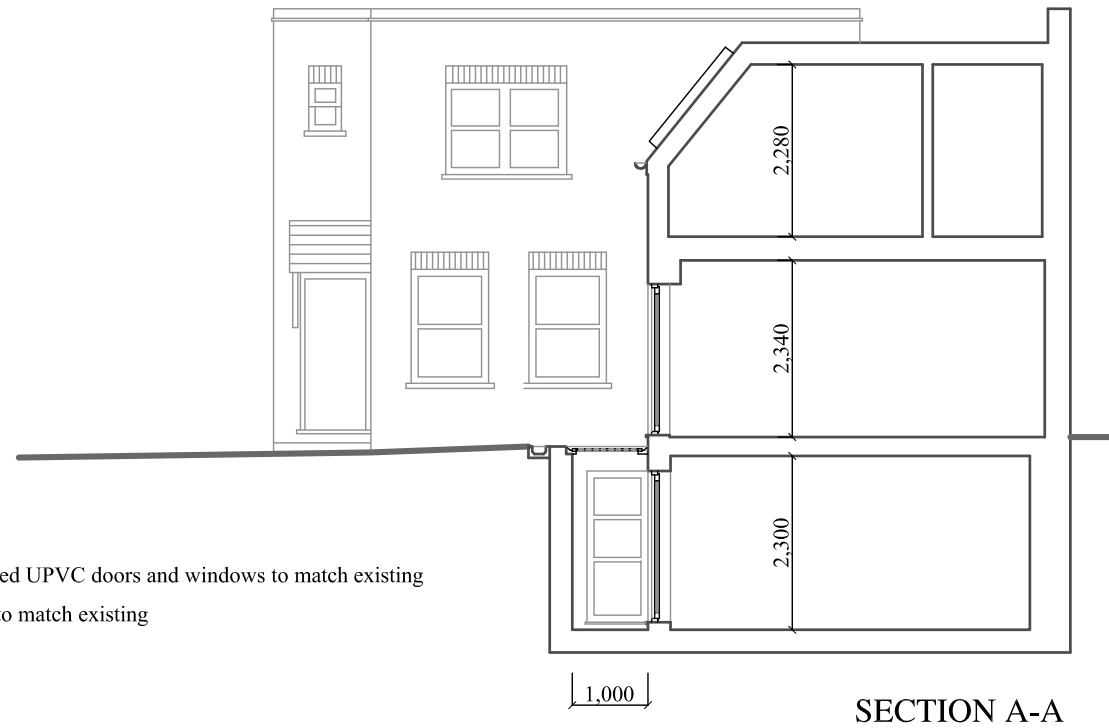 2,280
2,340
2,300
ed UPVC doors and windows to match existing
to match existing
1,000
SECTION A-A